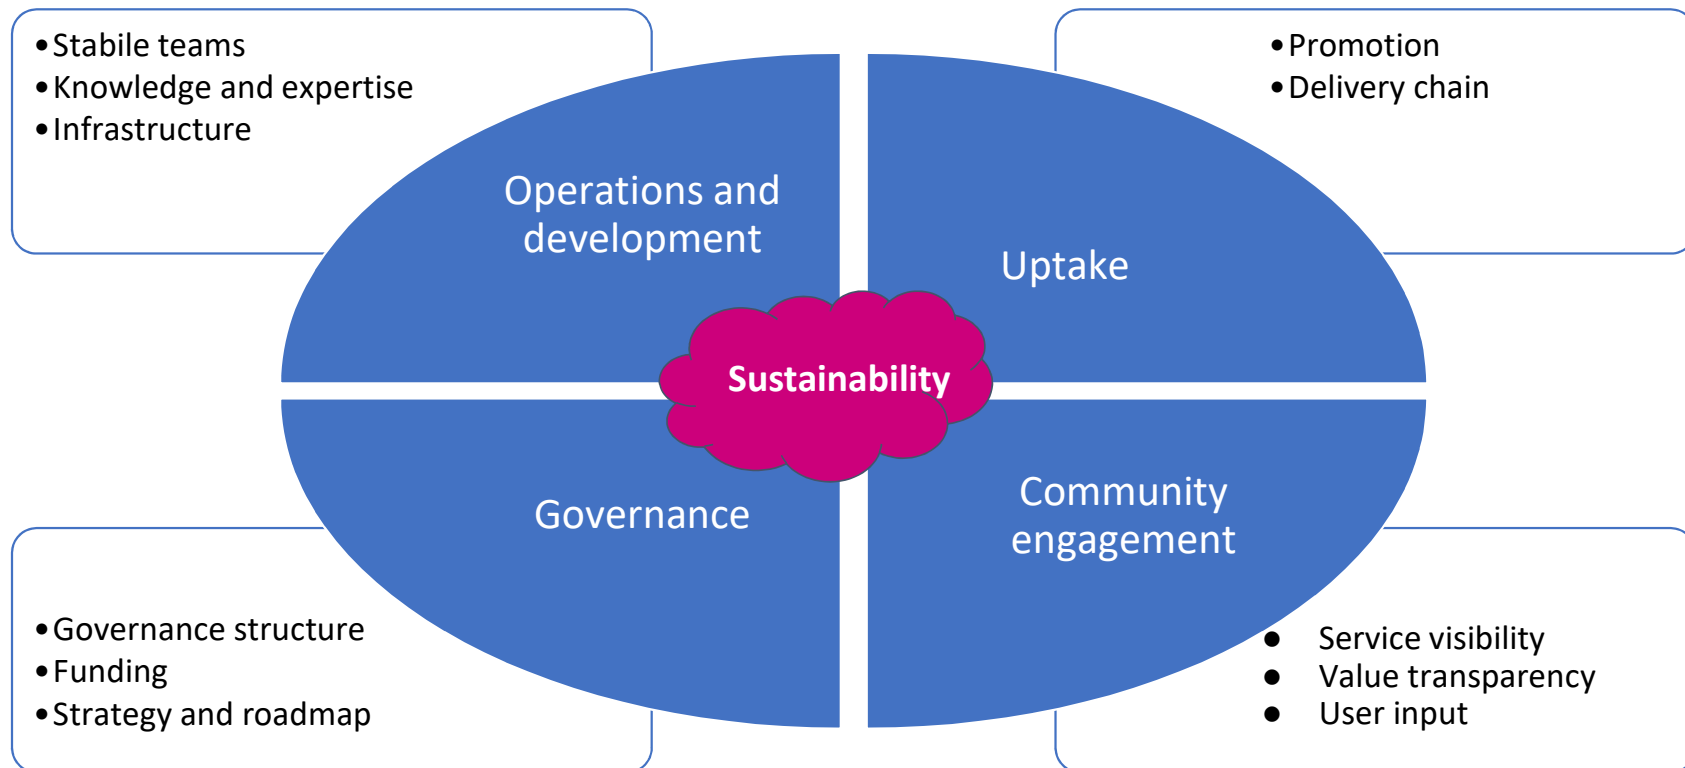 •Stabile teams
•Knowledge and expertise
•Infrastructure
•Promotion
•Delivery chain
Operations and
development
Uptake
Sustainability
Governance
Community
engagement
•Governance structure
•Funding
•Strategy and roadmap
● Service visibility
● Value transparency
● User input